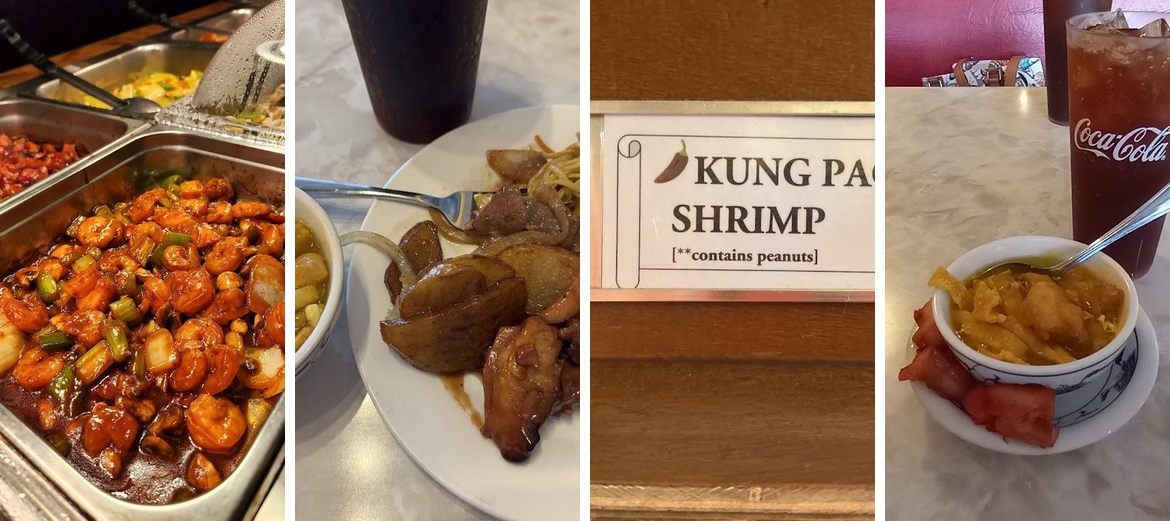 KUNG PA
SHRIMP
[**contains peanuts]
Coca-Cola